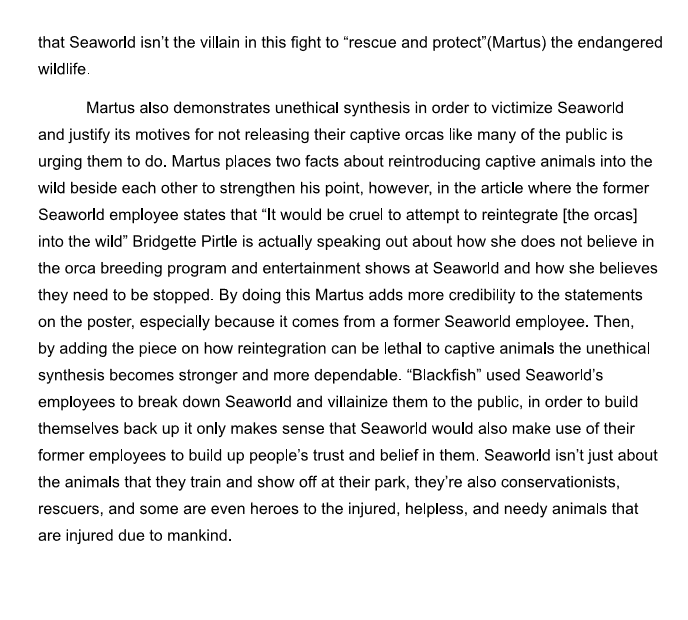 that Seaworld isn’t the villain in this fight to “rescue and protect”(Martus) the endangered
wildlife.
Martus also demonstrates unethical synthesis in order to victimize Seaworld
and justify its motives for not releasing their captive orcas like many of the public is
urging them to do. Martus places two facts about reintroducing captive animals into the
wild beside each other to strengthen his point, however, in the article where the former
Seaworld employee states that “It would be cruel to attempt to reintegrate [the orcas]
into the wild” Bridgette Pirtle is actually speaking out about how she does not believe in
the orca breeding program and entertainment shows at Seaworld and how she believes
they need to be stopped. By doing this Martus adds more credibility to the statements
on the poster, especially because it comes from a former Seaworld employee. Then,
by adding the piece on how reintegration can be lethal to captive animals the unethical
synthesis becomes stronger and more dependable. “Blackfish” used Seaworld’s
employees to break down Seaworld and villainize them to the public, in order to build
themselves back up it only makes sense that Seaworld would also make use of their
former employees to build up people’s trust and belief in them. Seaworld isn’t just about
the animals that they train and show off at their park, they’re also conservationists,
rescuers, and some are even heroes to the injured, helpless, and needy animals that
are injured due to mankind.